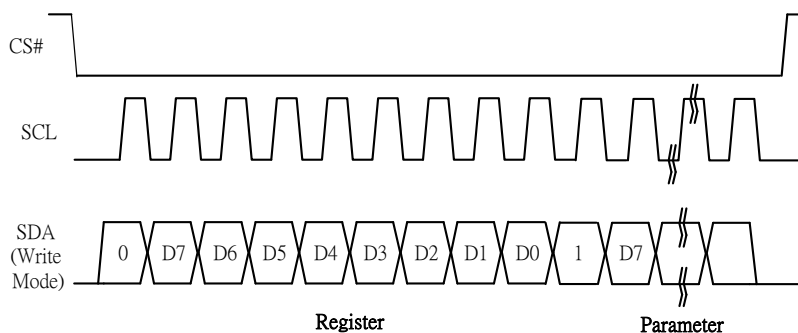 CS#
SCL
SDA
(Write
Mode)
0 D7 D6 D5 D4 D3 D2 D1 D0 1 D7
Register Parameter